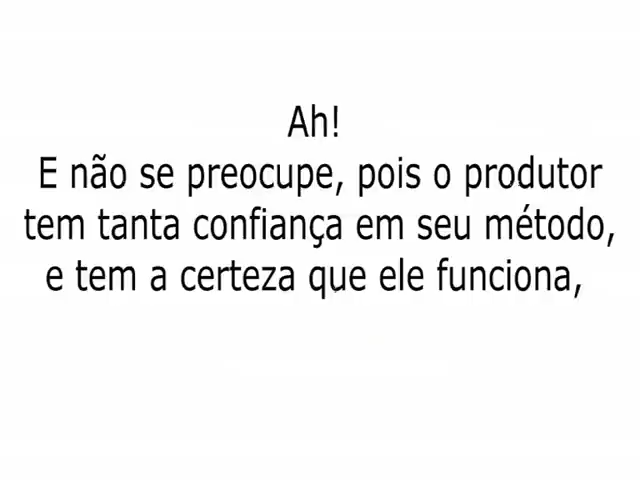 Ah!
E não se preocupe, pois o produtor
tem tanta confiança em seu método,
e tem a certeza que ele funciona,